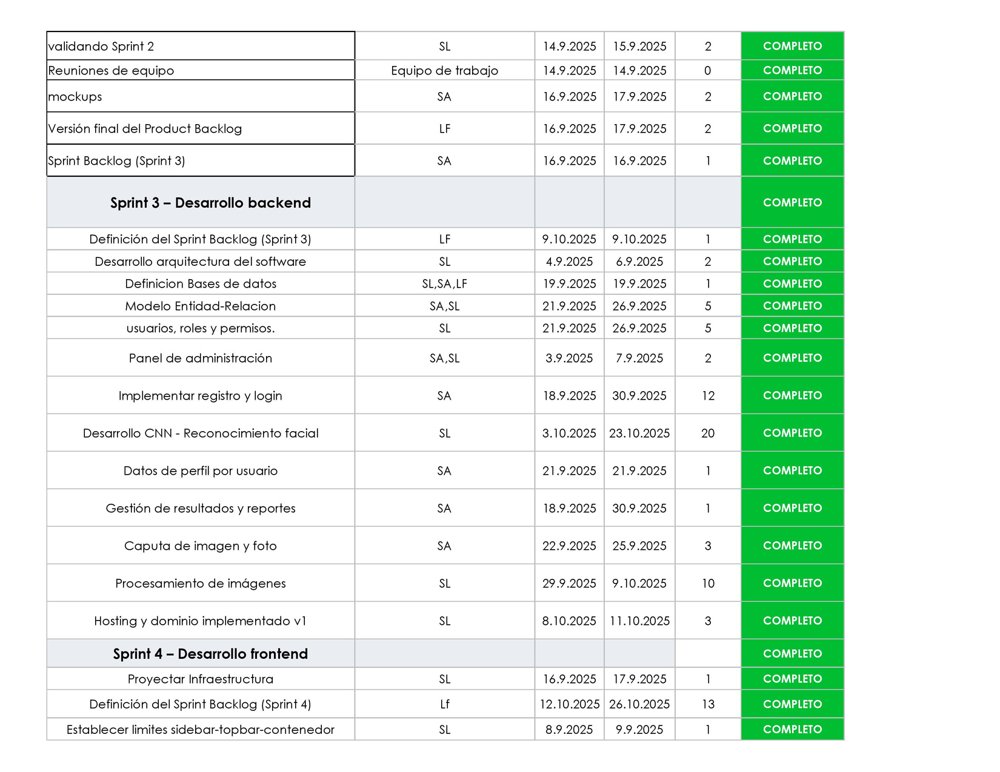 validando Sprint 2 SL 14.9.2025 15.9.2025 2 COMPLETO
Reuniones de equipo Equipo de trabajo 14.9.2025 14.9.2025 0 COMPLETO
mockups SA 16.9.2025 17.9.2025 2 COMPLETO
Versión final del Product Backlog LF 16.9.2025 17.9.2025 2 COMPLETO
Sprint Backlog (Sprint 3) SA 16.9.2025 16.9.2025 1 COMPLETO
Sprint 3 – Desarrollo backend COMPLETO
Definición del Sprint Backlog (Sprint 3) LF 9.10.2025 9.10.2025 1 COMPLETO
Desarrollo arquitectura del software SL 4.9.2025 6.9.2025 2 COMPLETO
Definicion Bases de datos SL,SA,LF 19.9.2025 19.9.2025 1 COMPLETO
Modelo Entidad-Relacion SA,SL 21.9.2025 26.9.2025 5 COMPLETO
usuarios, roles y permisos. SL 21.9.2025 26.9.2025 5 COMPLETO
Panel de administración SA,SL 3.9.2025 7.9.2025 2 COMPLETO
Implementar registro y login SA 18.9.2025 30.9.2025 12 COMPLETO
Desarrollo CNN - Reconocimiento facial SL 3.10.2025 23.10.2025 20 COMPLETO
Datos de perfil por usuario SA 21.9.2025 21.9.2025 1 COMPLETO
Gestión de resultados y reportes SA 18.9.2025 30.9.2025 1 COMPLETO
Caputa de imagen y foto SA 22.9.2025 25.9.2025 3 COMPLETO
Procesamiento de imágenes SL 29.9.2025 9.10.2025 10 COMPLETO
Hosting y dominio implementado v1 SL 8.10.2025 11.10.2025 3 COMPLETO
Sprint 4 – Desarrollo frontend COMPLETO
Proyectar Infraestructura SL 16.9.2025 17.9.2025 1 COMPLETO
Definición del Sprint Backlog (Sprint 4) Lf 12.10.2025 26.10.2025 13 COMPLETO
Establecer limites sidebar-topbar-contenedor SL 8.9.2025 9.9.2025 1 COMPLETO